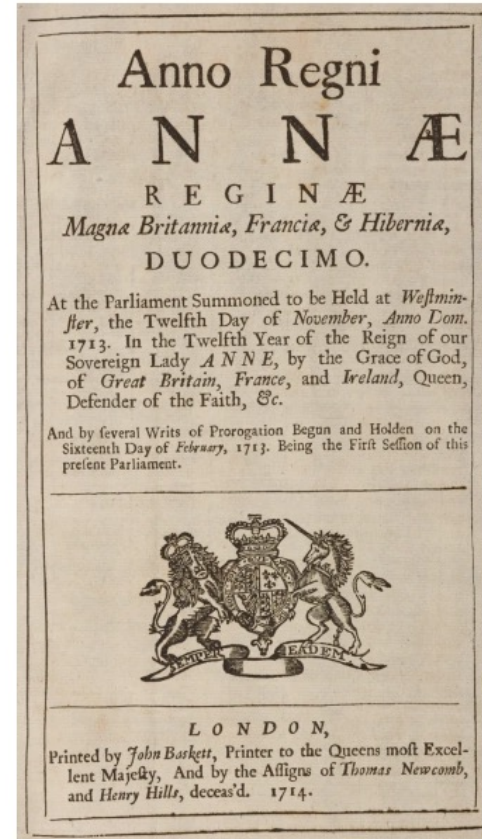 Anno Regni
ANNÆ
REGINÆ
Magnæ Britanniæ, Franciæ, & Hiberniæ,
DUODECIMO.
At the Parliament Summoned to be Held at Weſtmin-
ſter, the Twelfth Day of November, Anno Dom.
1713. In the Twelfth Year of the Reign of our
Sovereign Lady ANNE, by the Grace of God,
of Great Britain, France, and Ireland, Queen,
Defender of the Faith, &c.
And by ſeveral Writs of Prorogation Begun and Holden on the
Sixteenth Day of February, 1713. Being the Firſt Seſſion of this
preſent Parliament.
SEMPER EADEM
LONDON,
Printed by John Baskett, Printer to the Queens moſt Excel-
lent Majeſty, And by the Aſſigns of Thomas Newcomb,
and Henry Hills, deceas'd. 1714.